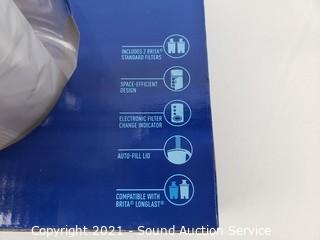 INCLUDES 2 BRITA®
STANDARD FILTERS
SPACE-EFFICIENT
DESIGN
ELECTRONIC FILTER
CHANGE INDICATOR
AUTO-FILL LID
COMPATIBLE WITH
BRITA® LONGLAST®
Copyright 2021 - Sound Auction Service